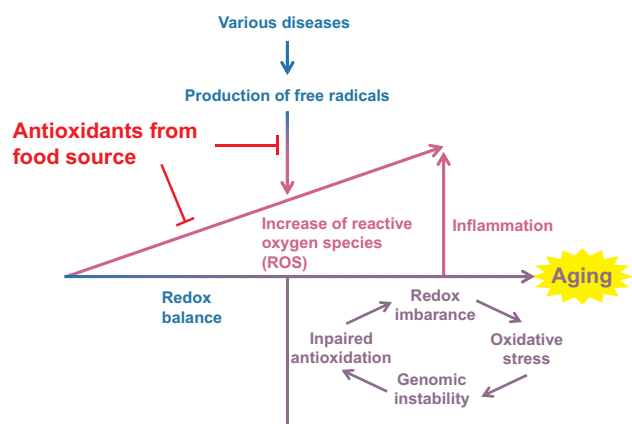 Various diseases
Production of free radicals
Antioxidants from
food source
Increase of reactive
oxygen species
(ROS)
Inflammation
Aging
Redox
balance
Redox
imbarance
Oxidative
stress
Genomic
instability
Inpaired
antioxidation